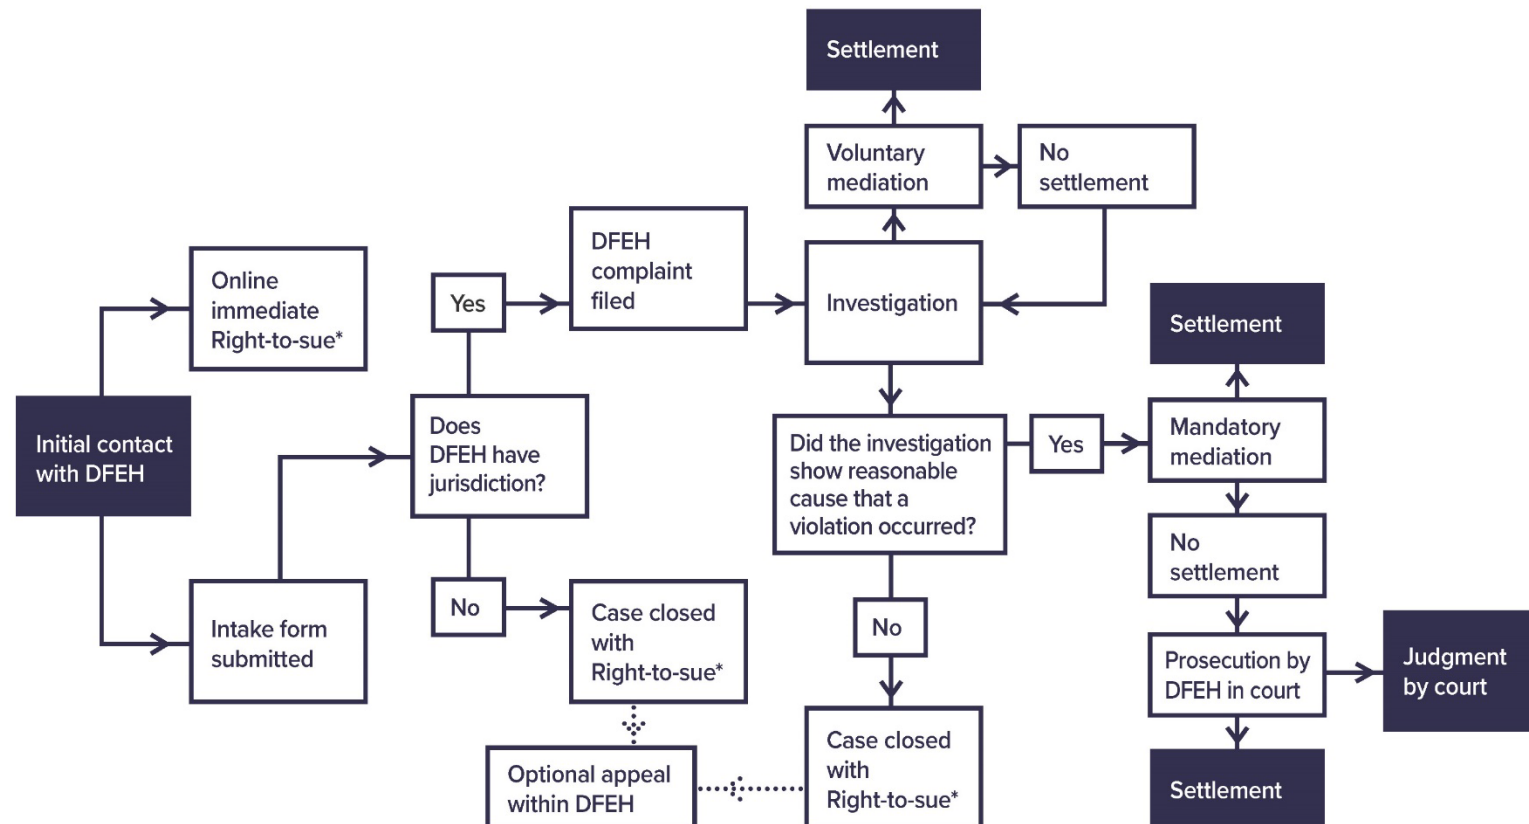 Settlement
Voluntary
mediation
No
settlement
DFEH
complaint
filed
Online
immediate
Right-to-sue*
Yes
Investigation
Settlement
Initial contact
with DFEH
Does
DFEH have
jurisdiction?
Did the investigation
show reasonable
cause that a
violation occurred?
Yes
Mandatory
mediation
No
settlement
Intake form
submitted
No
Case closed
with
Right-to-sue*
No
Prosecution by
DFEH in court
Judgment
by court
Optional appeal
within DFEH
Case closed
with
Right-to-sue*
Settlement